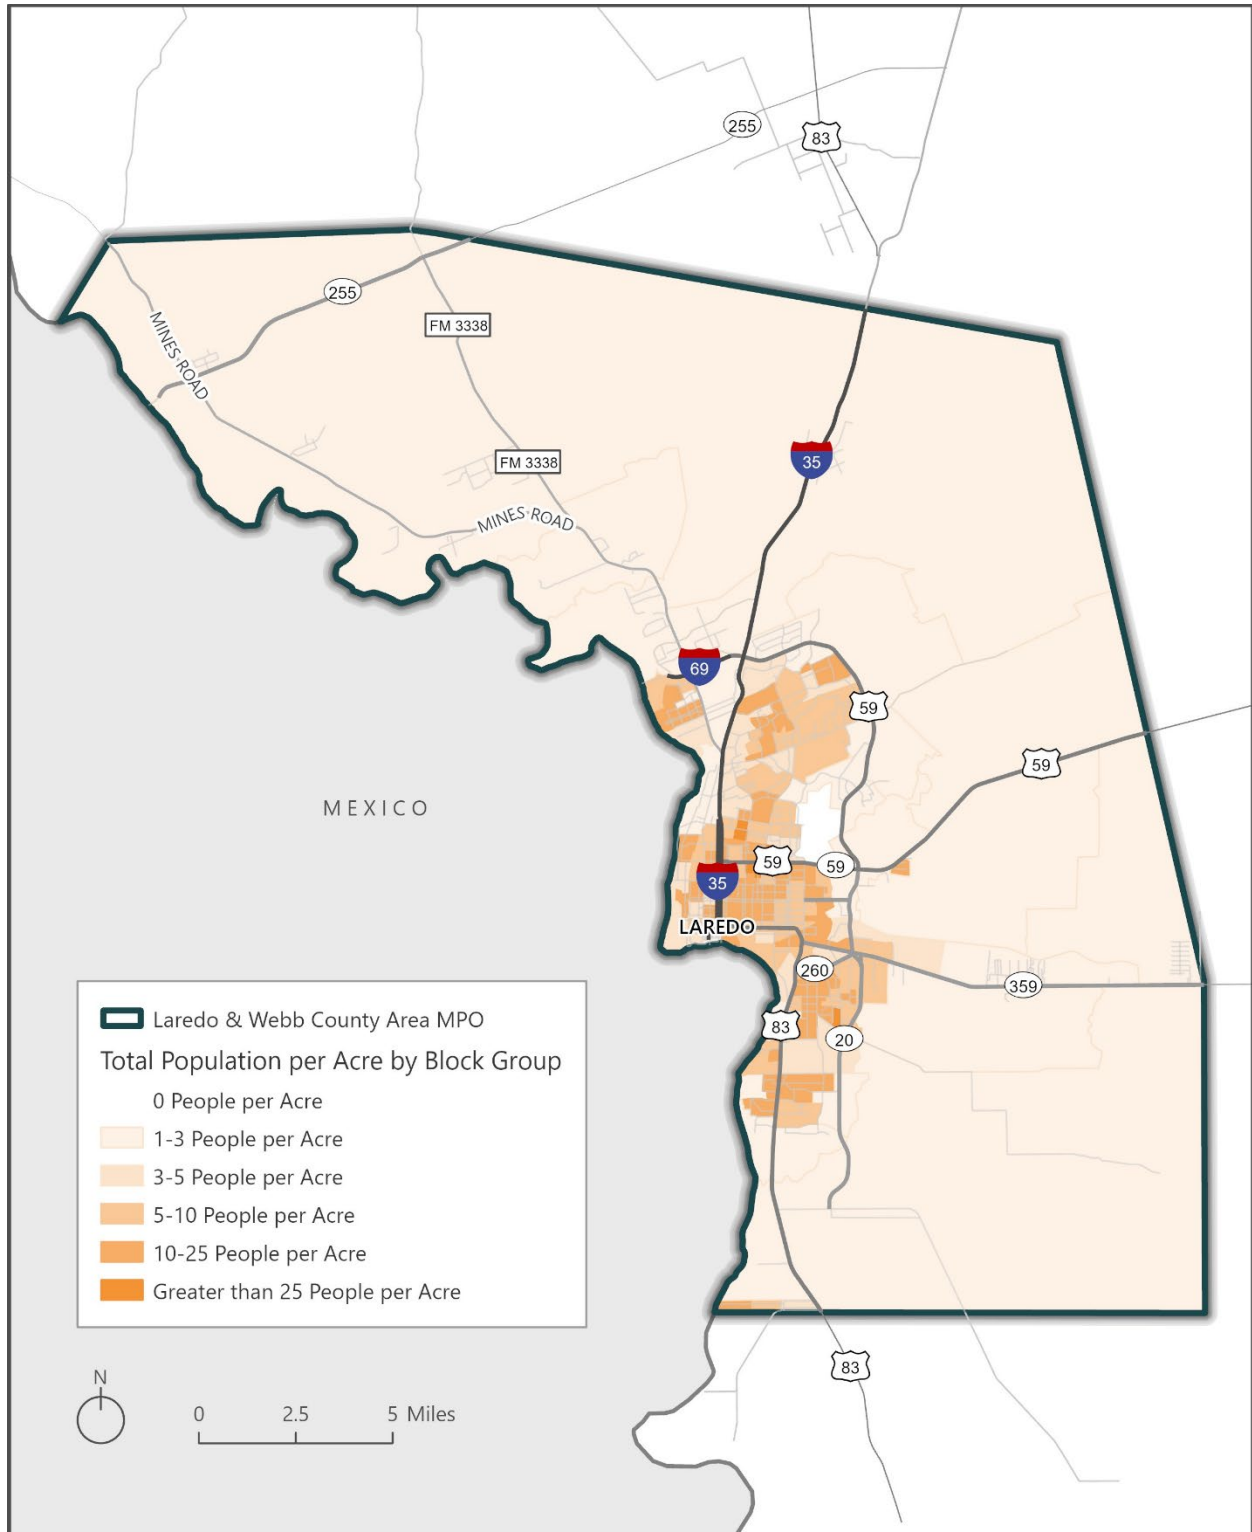 255
83
255
MINES ROAD
FM 3338
35
FM 3338
MINES ROAD
69
59
59
MEXICO
59
59
35
LAREDO
260
359
83
20
Laredo & Webb County Area MPO
Total Population per Acre by Block Group
0 People per Acre
1-3 People per Acre
3-5 People per Acre
5-10 People per Acre
10-25 People per Acre
Greater than 25 People per Acre
83
N
0 2.5 5 Miles